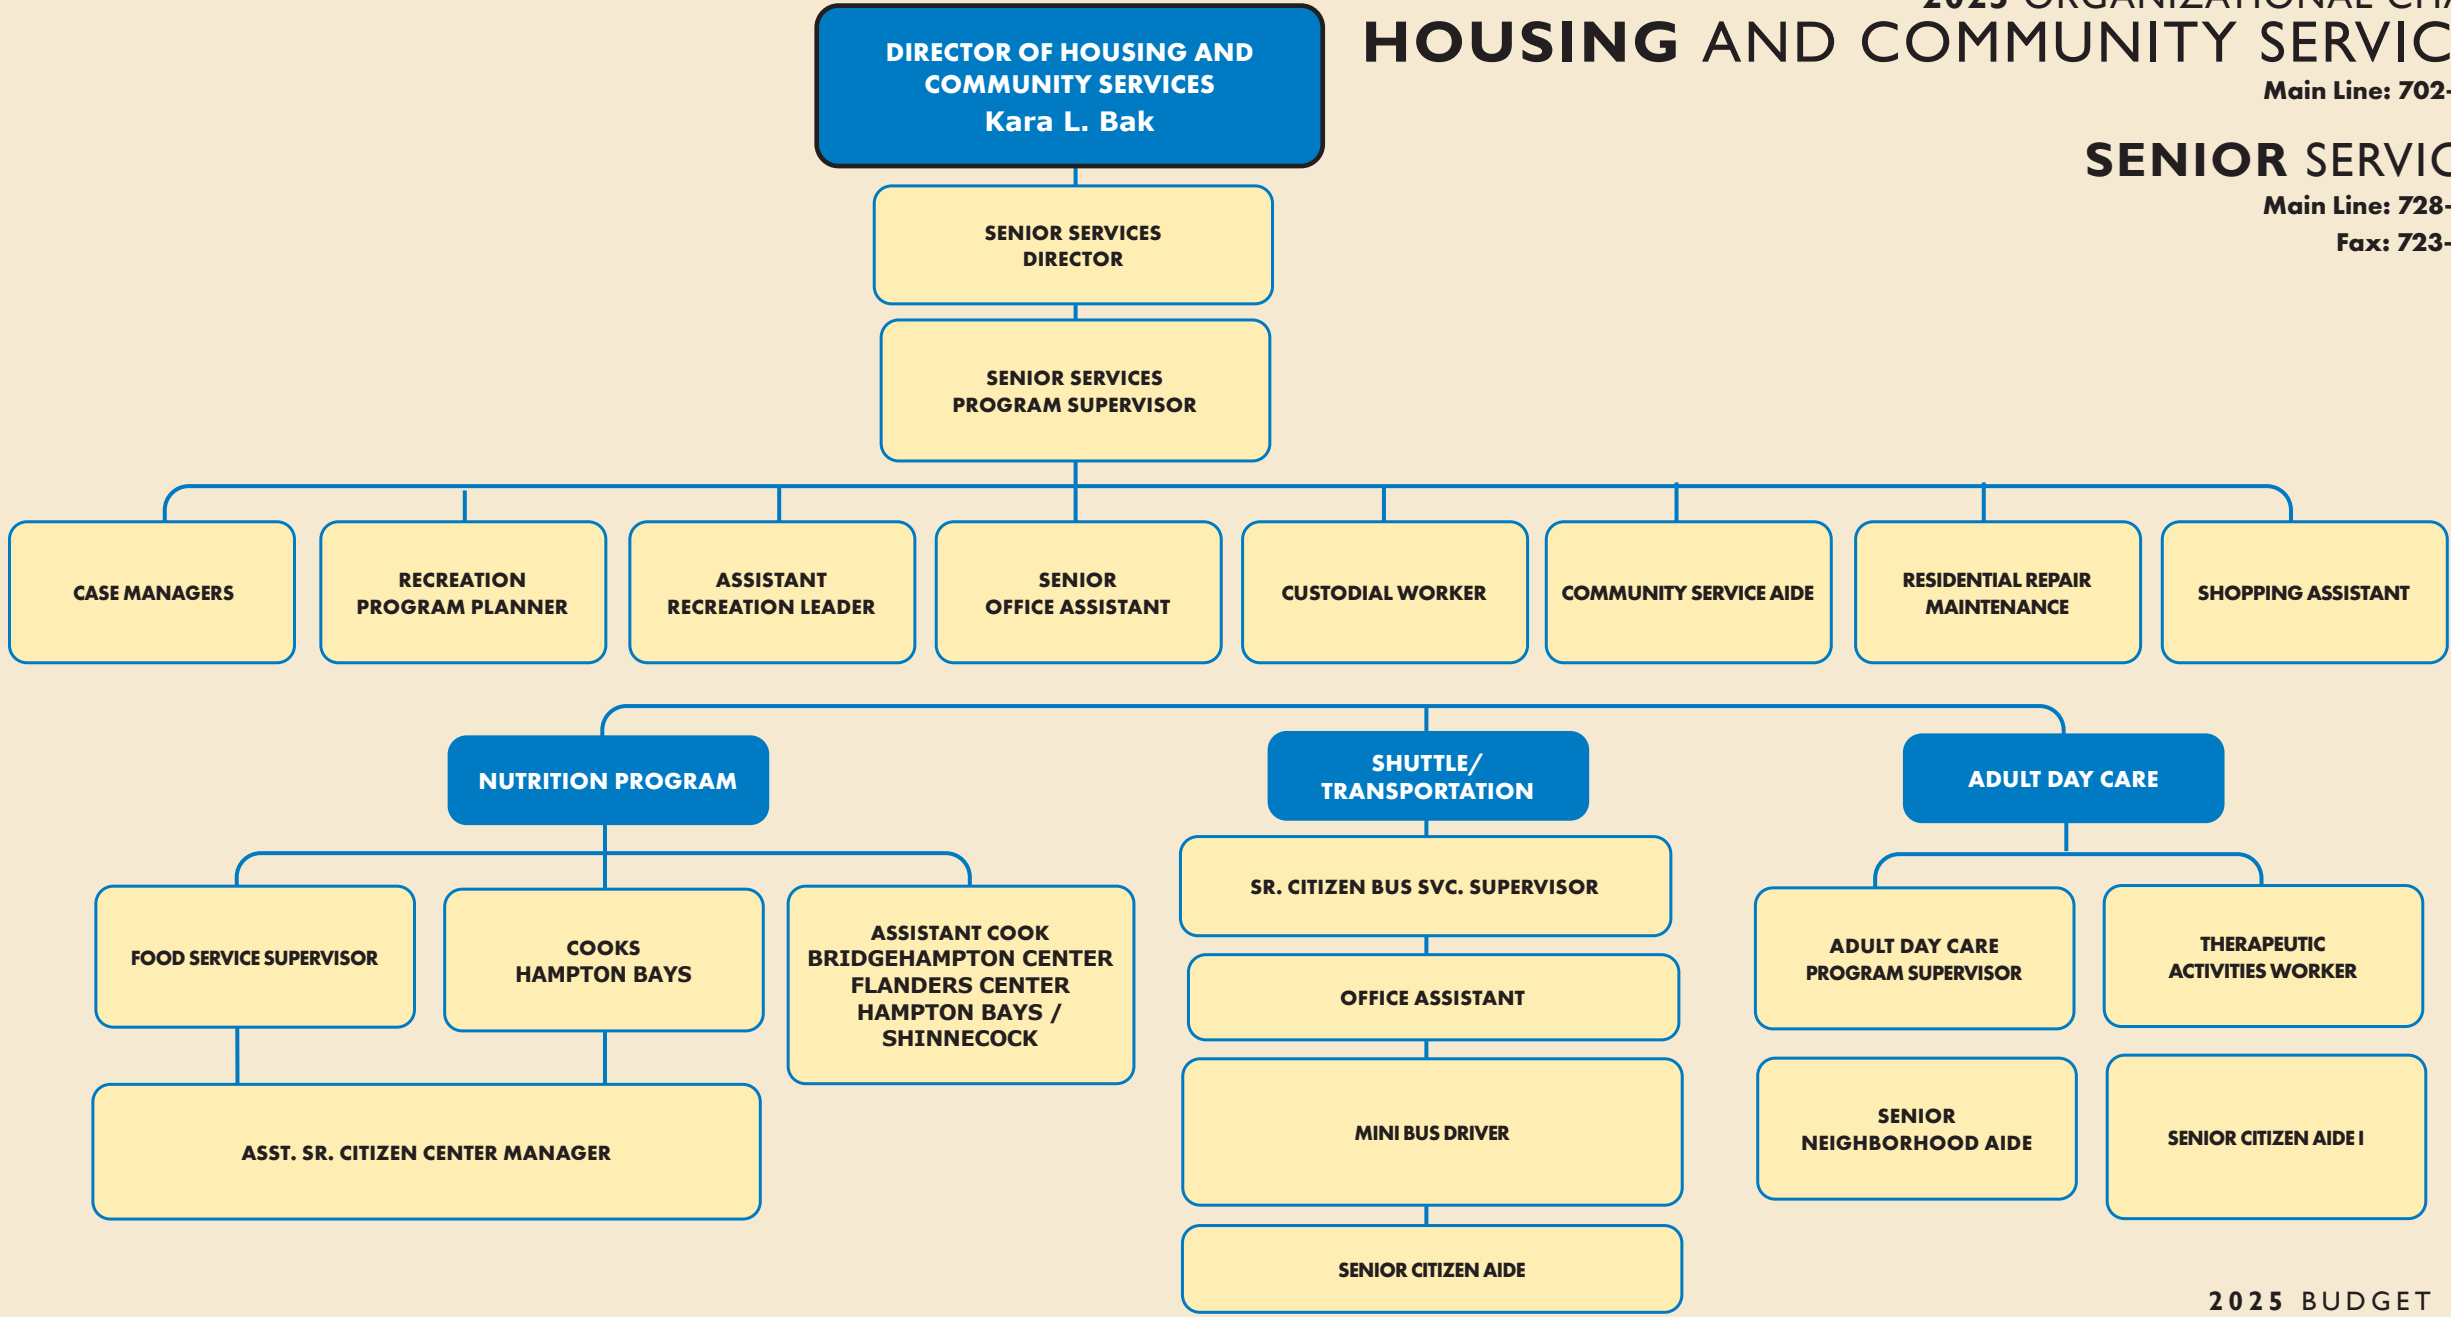 2025 ORGANIZATIONAL
HOUSING AND COMMUNITY
Main Line: 702-
SENIOR
Main Line: 728-
Fax: 723-
DIRECTOR OF HOUSING AND
COMMUNITY SERVICES
Kara L. Bak
SENIOR SERVICES
DIRECTOR
SENIOR SERVICES
PROGRAM SUPERVISOR
CASE MANAGERS
RECREATION
PROGRAM PLANNER
ASSISTANT
RECREATION LEADER
SENIOR
OFFICE ASSISTANT
CUSTODIAL WORKER
COMMUNITY SERVICE AIDE
RESIDENTIAL REPAIR
MAINTENANCE
SHOPPING ASSISTANT
NUTRITION PROGRAM
FOOD SERVICE SUPERVISOR
COOKS
HAMPTON BAYS
ASSISTANT COOK
BRIDGEHAMPTON CENTER
FLANDERS CENTER
HAMPTON BAYS /
SHINNECOCK
ASST. SR. CITIZEN CENTER MANAGER
SHUTTLE/
TRANSPORTATION
SR. CITIZEN BUS SVC. SUPERVISOR
OFFICE ASSISTANT
MINI BUS DRIVER
SENIOR CITIZEN AIDE
ADULT DAY CARE
ADULT DAY CARE
PROGRAM SUPERVISOR
THERAPEUTIC
ACTIVITIES WORKER
SENIOR
NEIGHBORHOOD AIDE
SENIOR CITIZEN AIDE I
2025 BUDGET